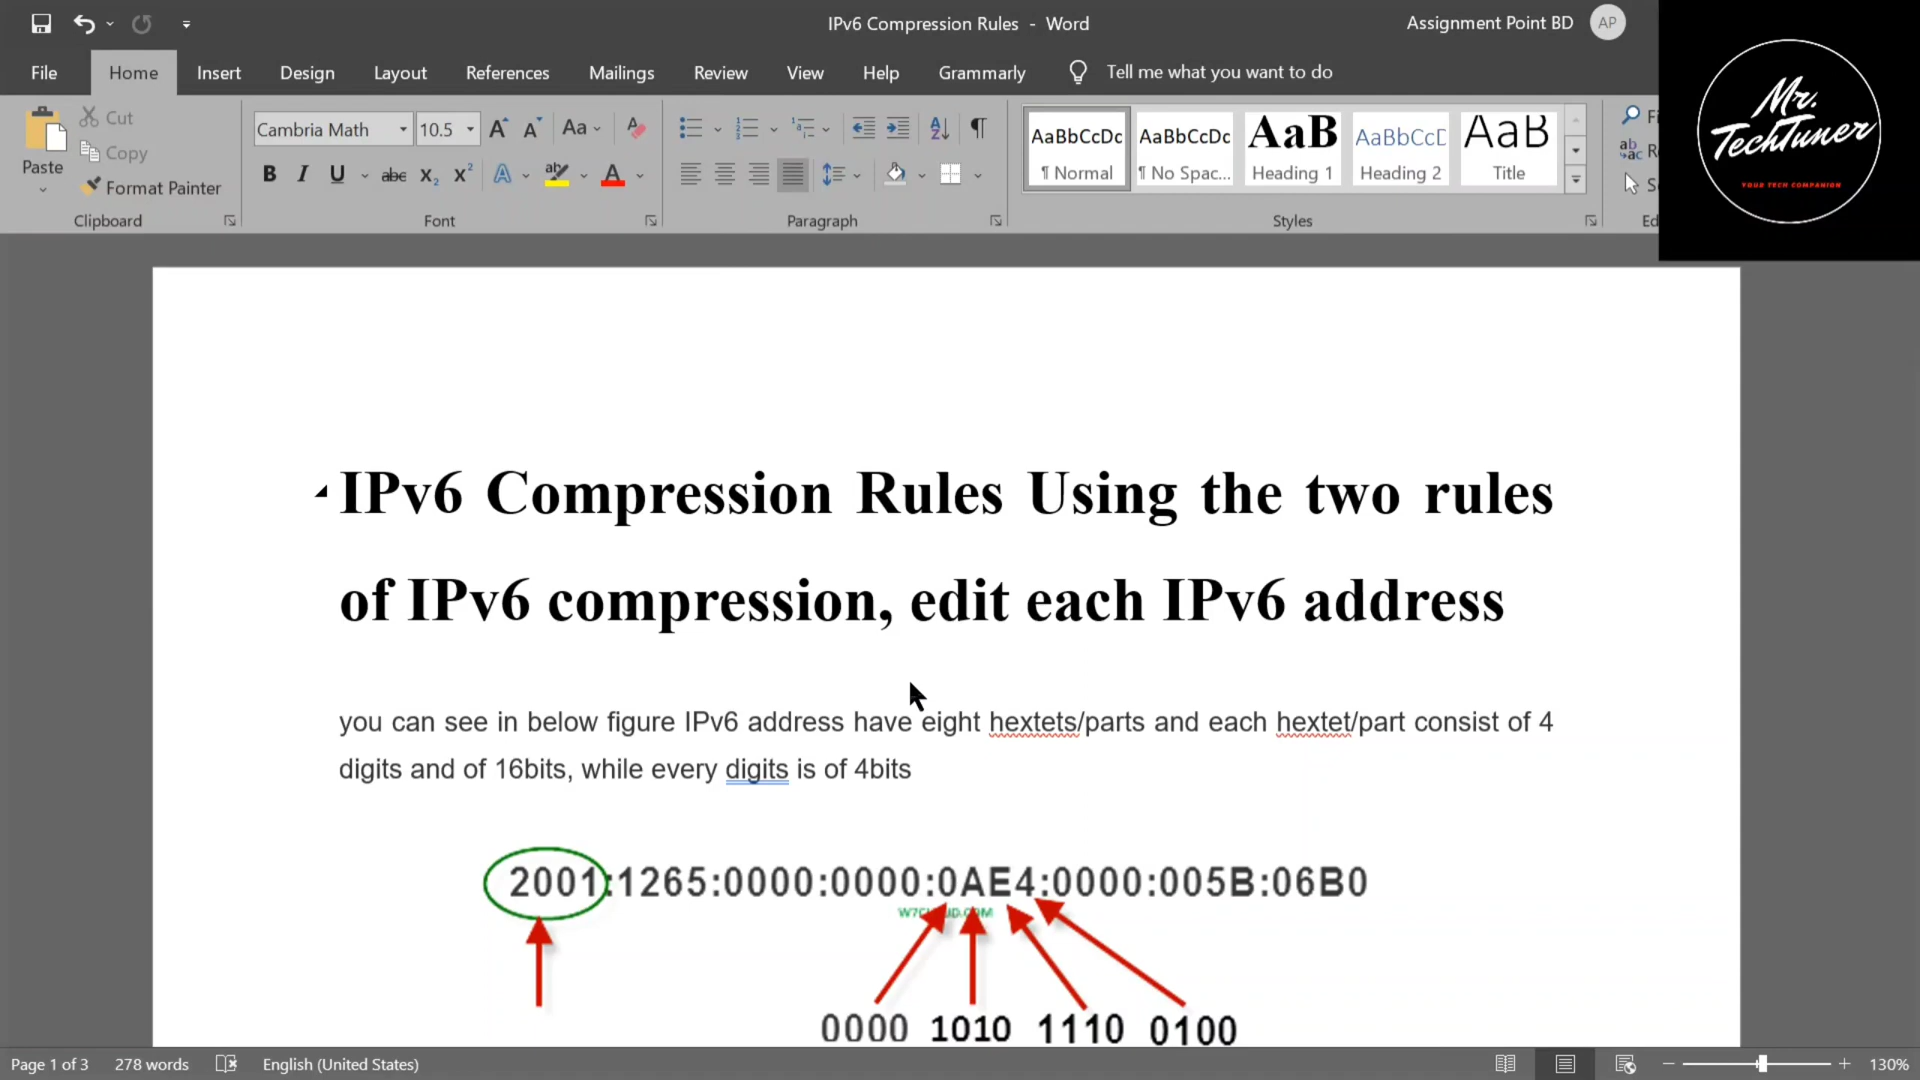 IPv6 Compression Rules - Word
Assignment Point BD AP
File Home Insert Design Layout References Mailings Review View Help Grammarly Tell me what you want to do
Mr.
TechTuner
YOUR TECH COMPANION
Paste
Cut
Copy
Format Painter
Clipboard
Cambria Math 10.5
Font
Paragraph
AaBbCcDc AaBbCcDc AaB AaBbCcD AaB
¶ Normal ¶ No Spac... Heading 1 Heading 2 Title
Styles
IPv6 Compression Rules Using the two rules
of IPv6 compression, edit each IPv6 address
you can see in below figure IPv6 address have eight hextets/parts and each hextet/part consist of 4
digits and of 16bits, while every digits is of 4bits
2001:1265:0000:0000:0AE4:0000:005B:06B0
0000 1010 1110 0100
Page 1 of 3 278 words English (United States) 130%